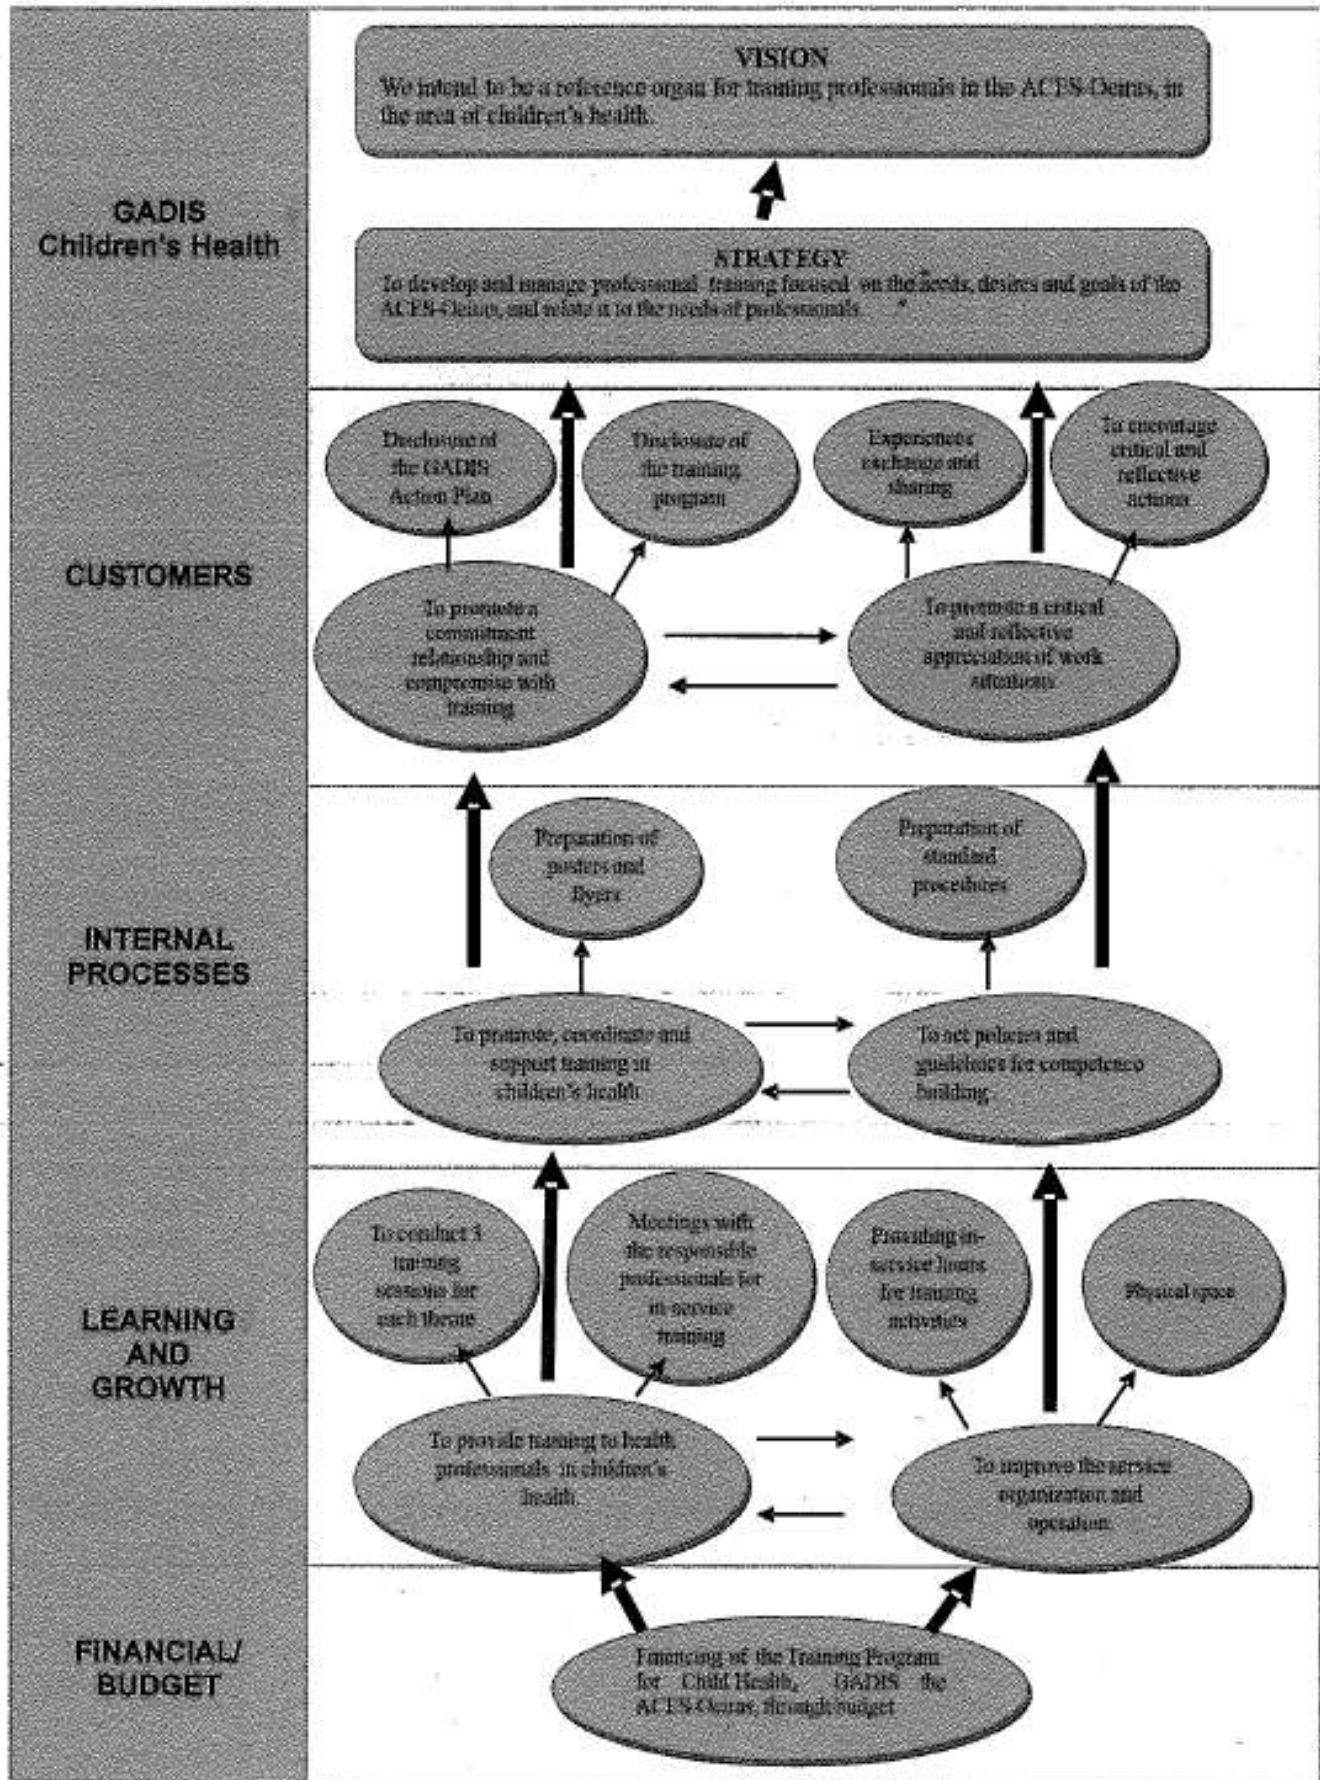 GADIS
Children's Health
VISION
We intend to be a reference organ for training professionals in the ACES-Oeiras, in
the area of children's health.
STRATEGY
To develop and manage professional training focused on the needs, desires and goals of the
ACES-Oeiras, and relate it to the needs of professionals.
CUSTOMERS
Disclosure of
the GADIS
Action Plan
Disclosure of
the training
program
Experiences
exchange and
sharing
To encourage
critical and
reflective
actions
To promote a
commitment
relationship and
compromise with
training
To promote a critical
and reflective
appreciation of work
situations
INTERNAL
PROCESSES
Preparation of
posters and
flyers
Preparation of
standard
procedures
To promote, coordinate and
support training in
children's health
To set policies and
guidelines for competence
building
LEARNING
AND
GROWTH
To conduct 3
training
sessions for
each theme
Meetings with
the responsible
professionals for
in-service
training
Providing in-
service hours
for training
activities
Physical space
To provide training to health
professionals in children's
health.
To improve the service
organization and
operation.
FINANCIAL/
BUDGET
Financing of the Training Program
for Child Health, GADIS the
ACES-Oeiras, through budget